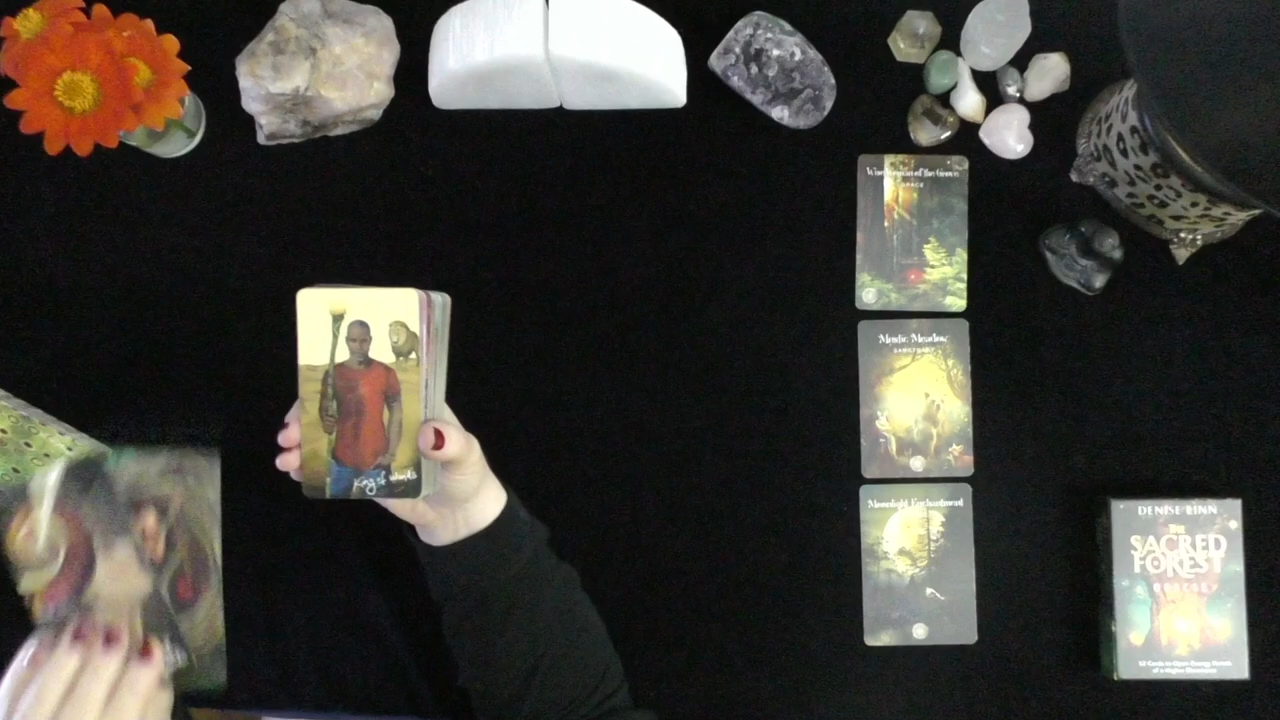 King of wands
Wise Woman of the Grove
GRACE
Mystic Meadow
SANCTUARY
Moonlight Enchantment
DENISE LINN
THE
SACRED
FOREST
ORACLE